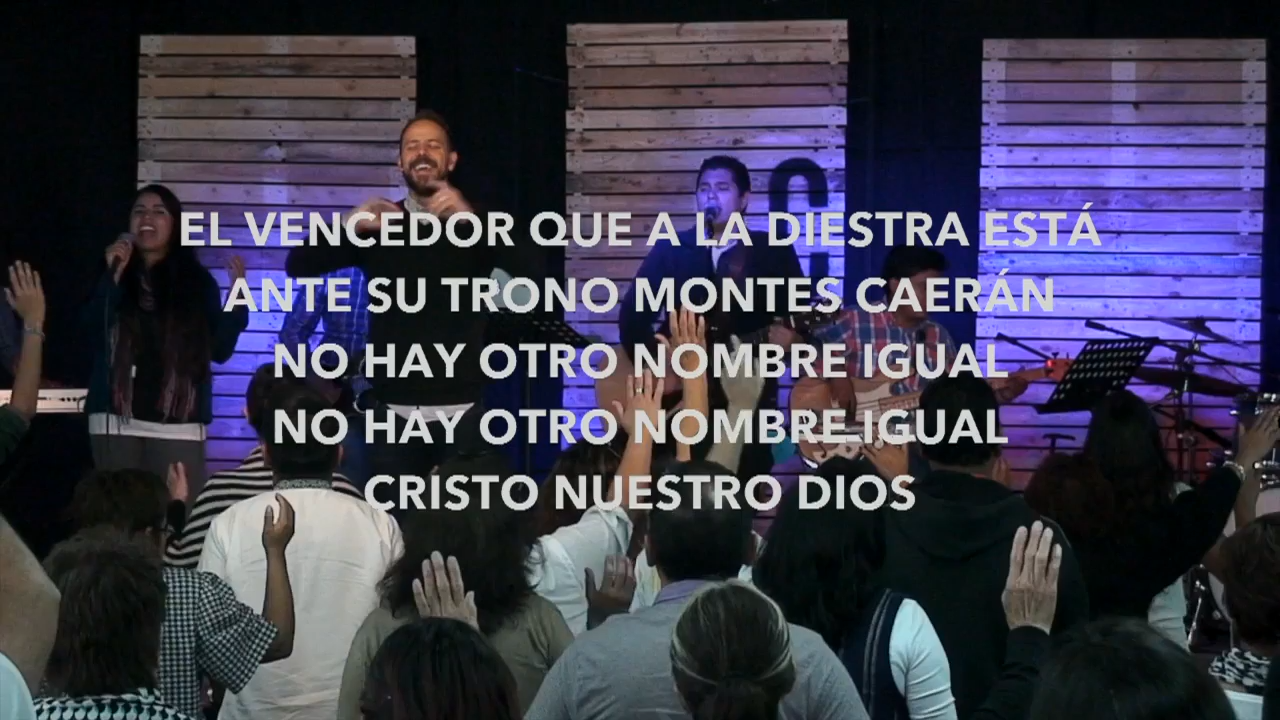 EL VENCEDOR QUE A LA DIESTRA ESTÁ
ANTE SU TRONO MONTES CAERÁN
NO HAY OTRO NOMBRE IGUAL
NO HAY OTRO NOMBRE IGUAL
CRISTO NUESTRO DIOS